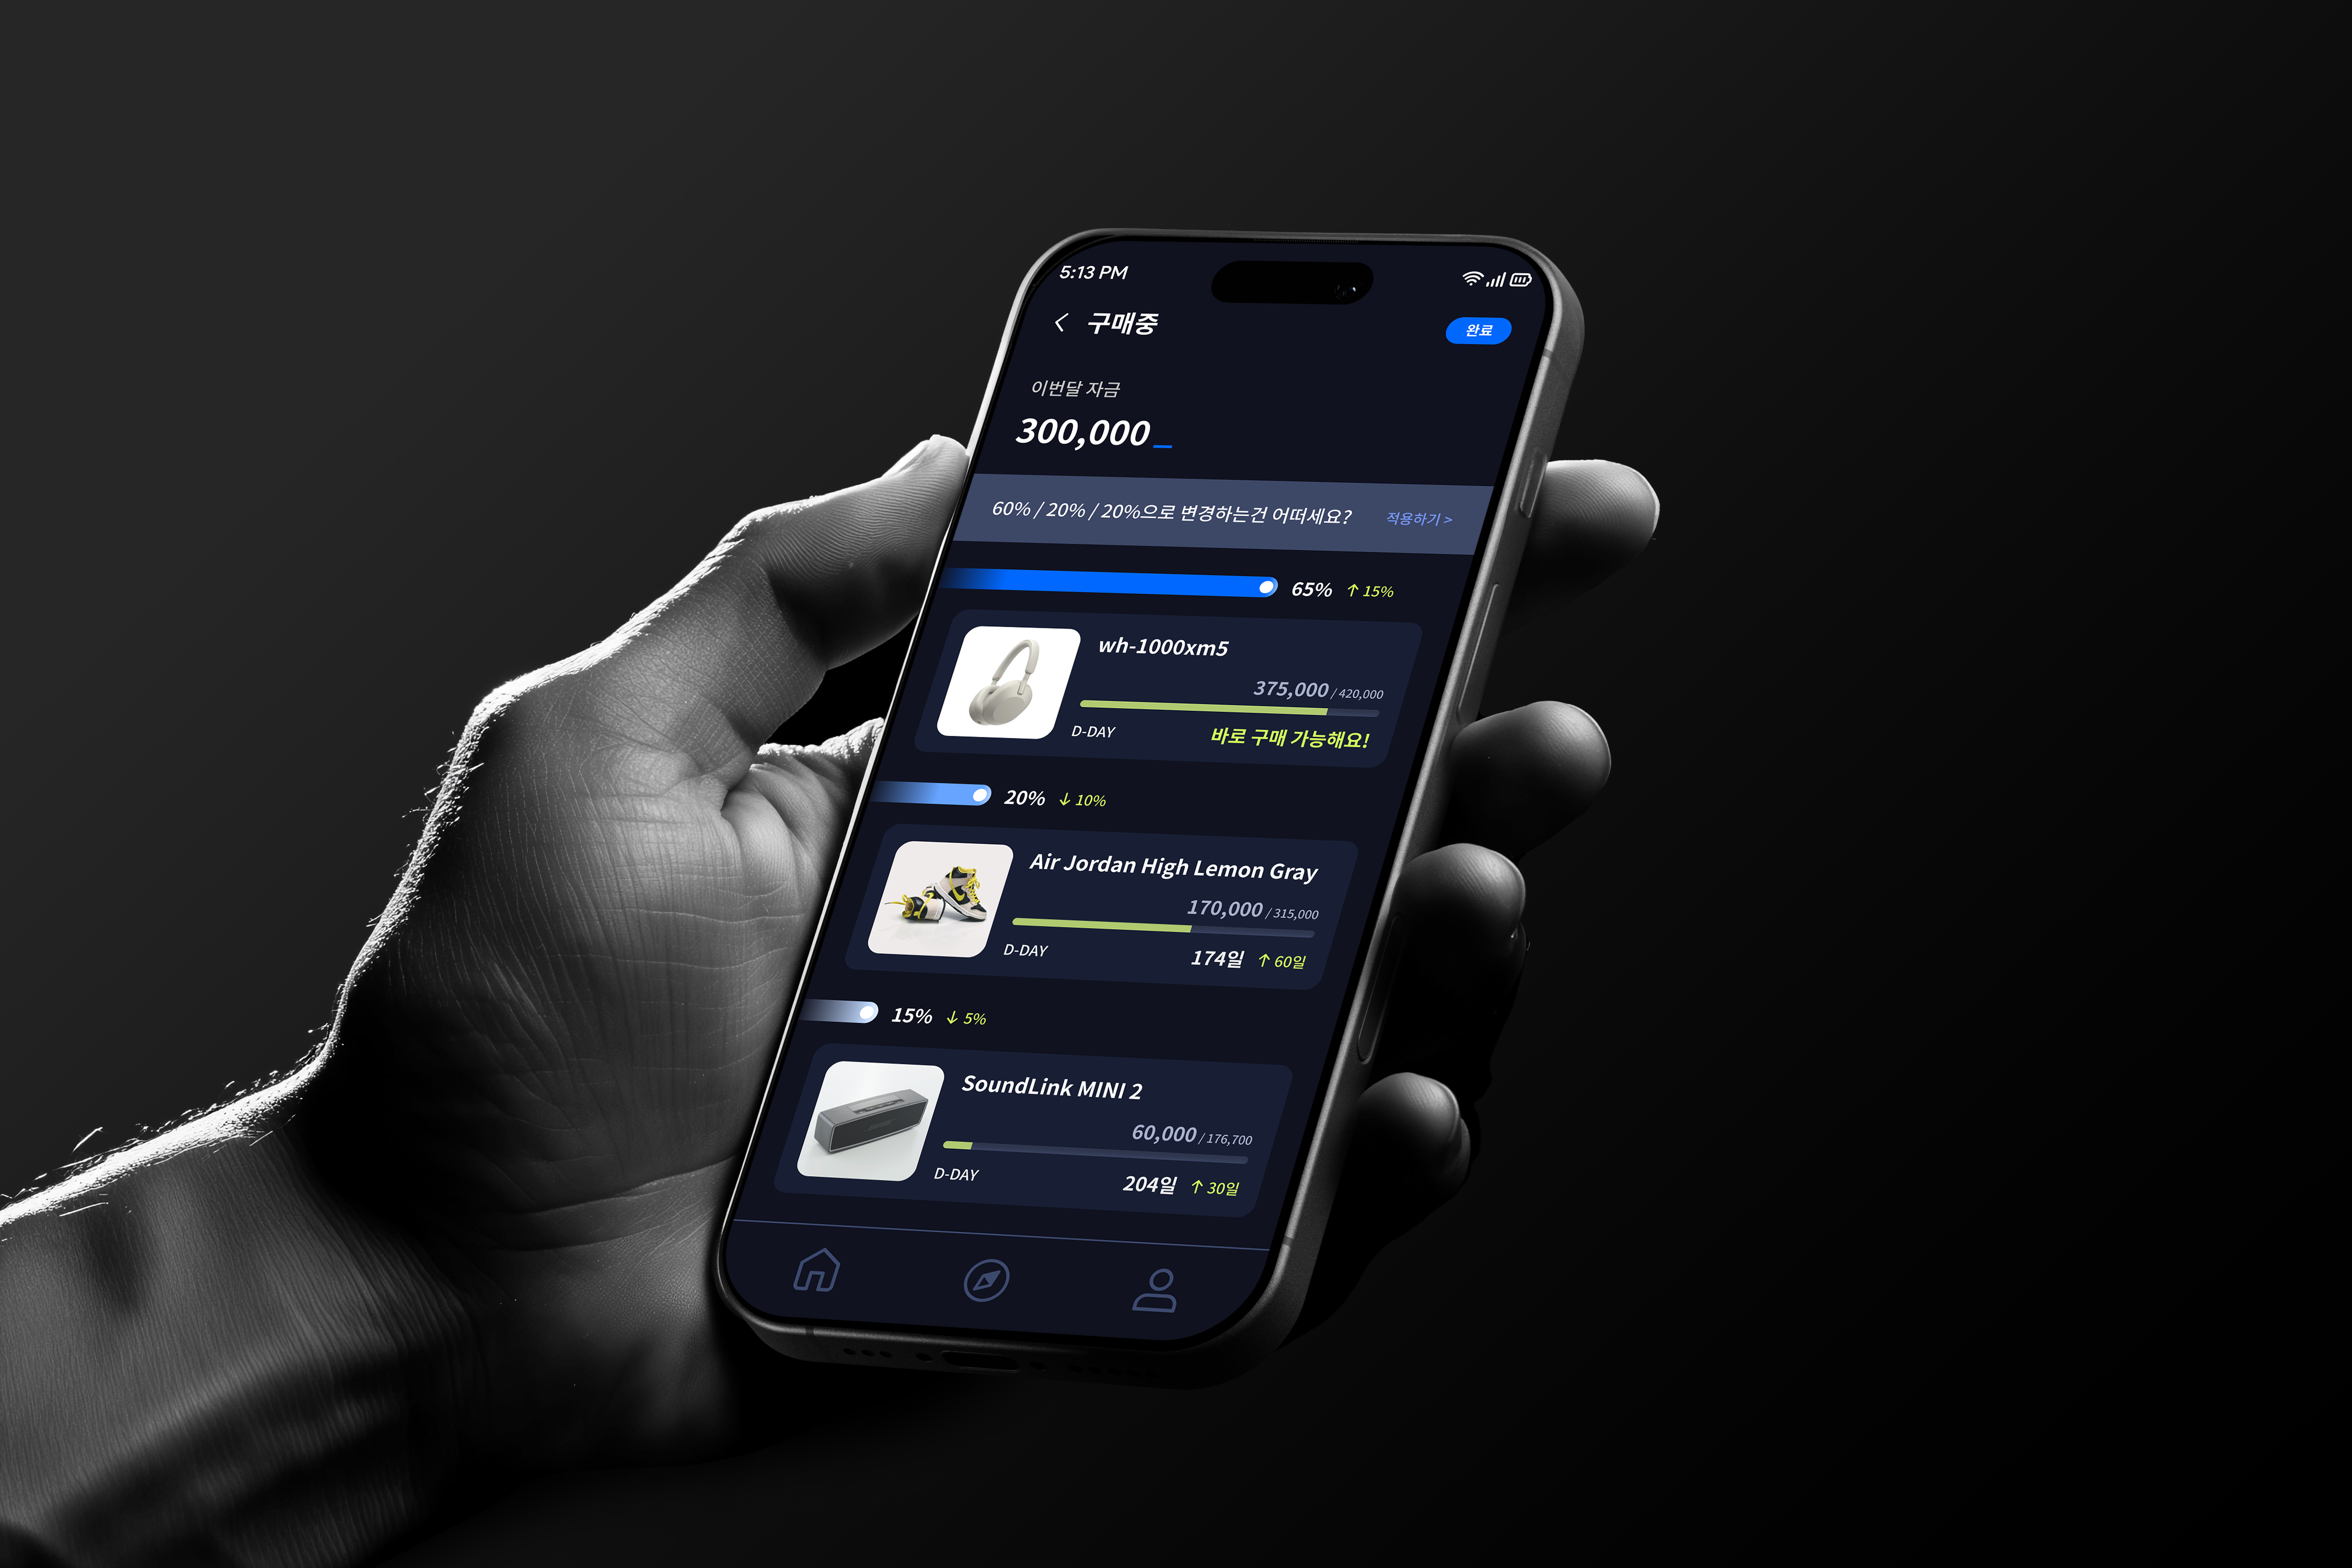 5:13 PM
구매중
완료
이번달 자금
300,000
60% / 20% / 20%으로 변경하는건 어떠세요? 적용하기 >
65% ↑ 15%
wh-1000xm5
375,000 / 420,000
D-DAY 바로 구매 가능해요!
20% ↓ 10%
Air Jordan High Lemon Gray
170,000 / 315,000
D-DAY 174일 ↑ 60일
15% ↓ 5%
SoundLink MINI 2
60,000 / 176,700
D-DAY 204일 ↑ 30일